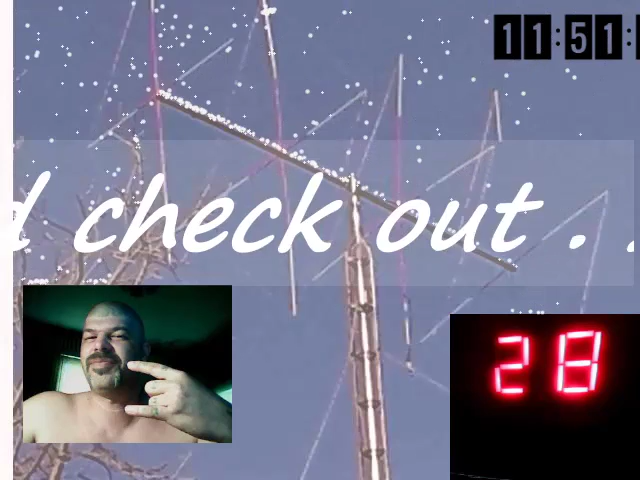 11:51:
check out . .
28